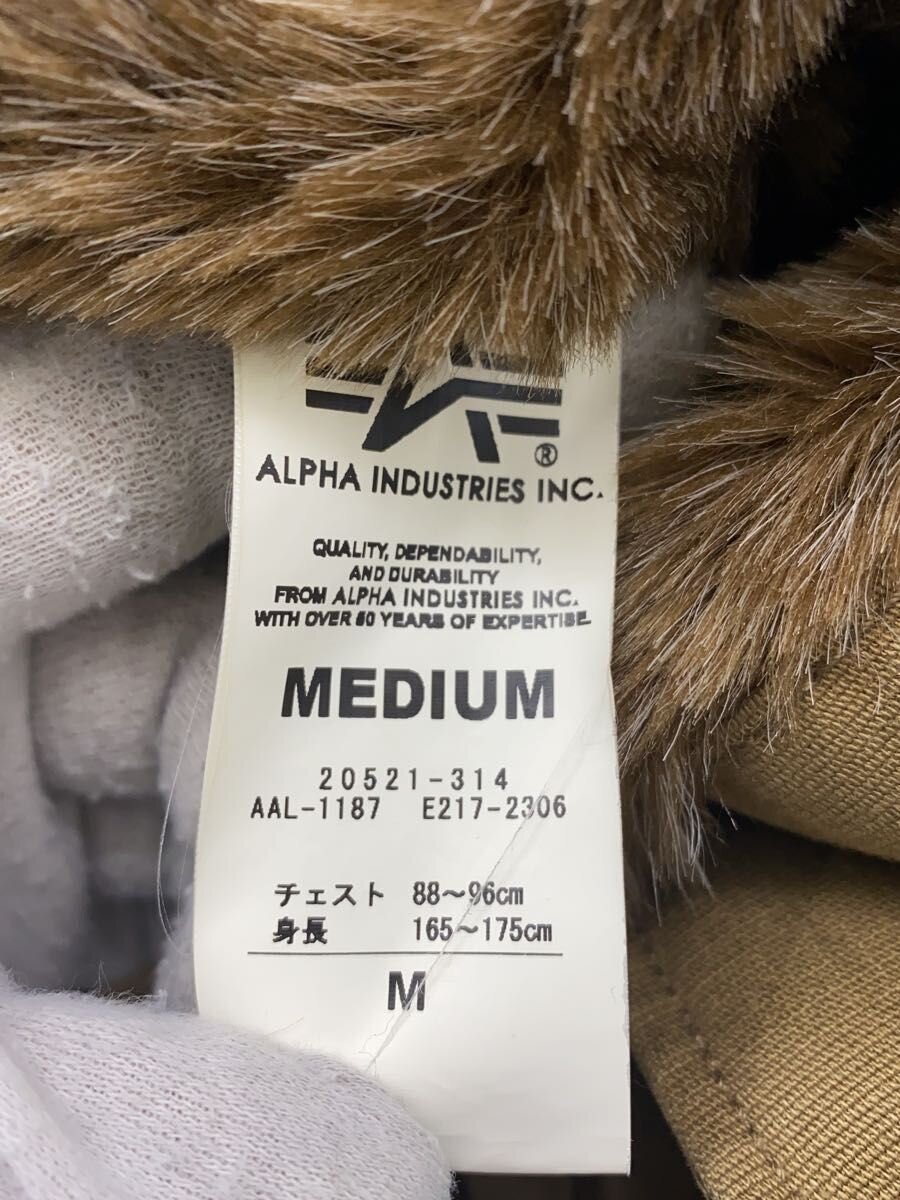 ®
ALPHA INDUSTRIES INC.
QUALITY, DEPENDABILITY,
AND DURABILITY
FROM ALPHA INDUSTRIES INC.
WITH OVER 50 YEARS OF EXPERTISE
MEDIUM
20521-314
AAL-1187 E217-2306
チェスト 88〜96cm
身長 165〜175cm
M